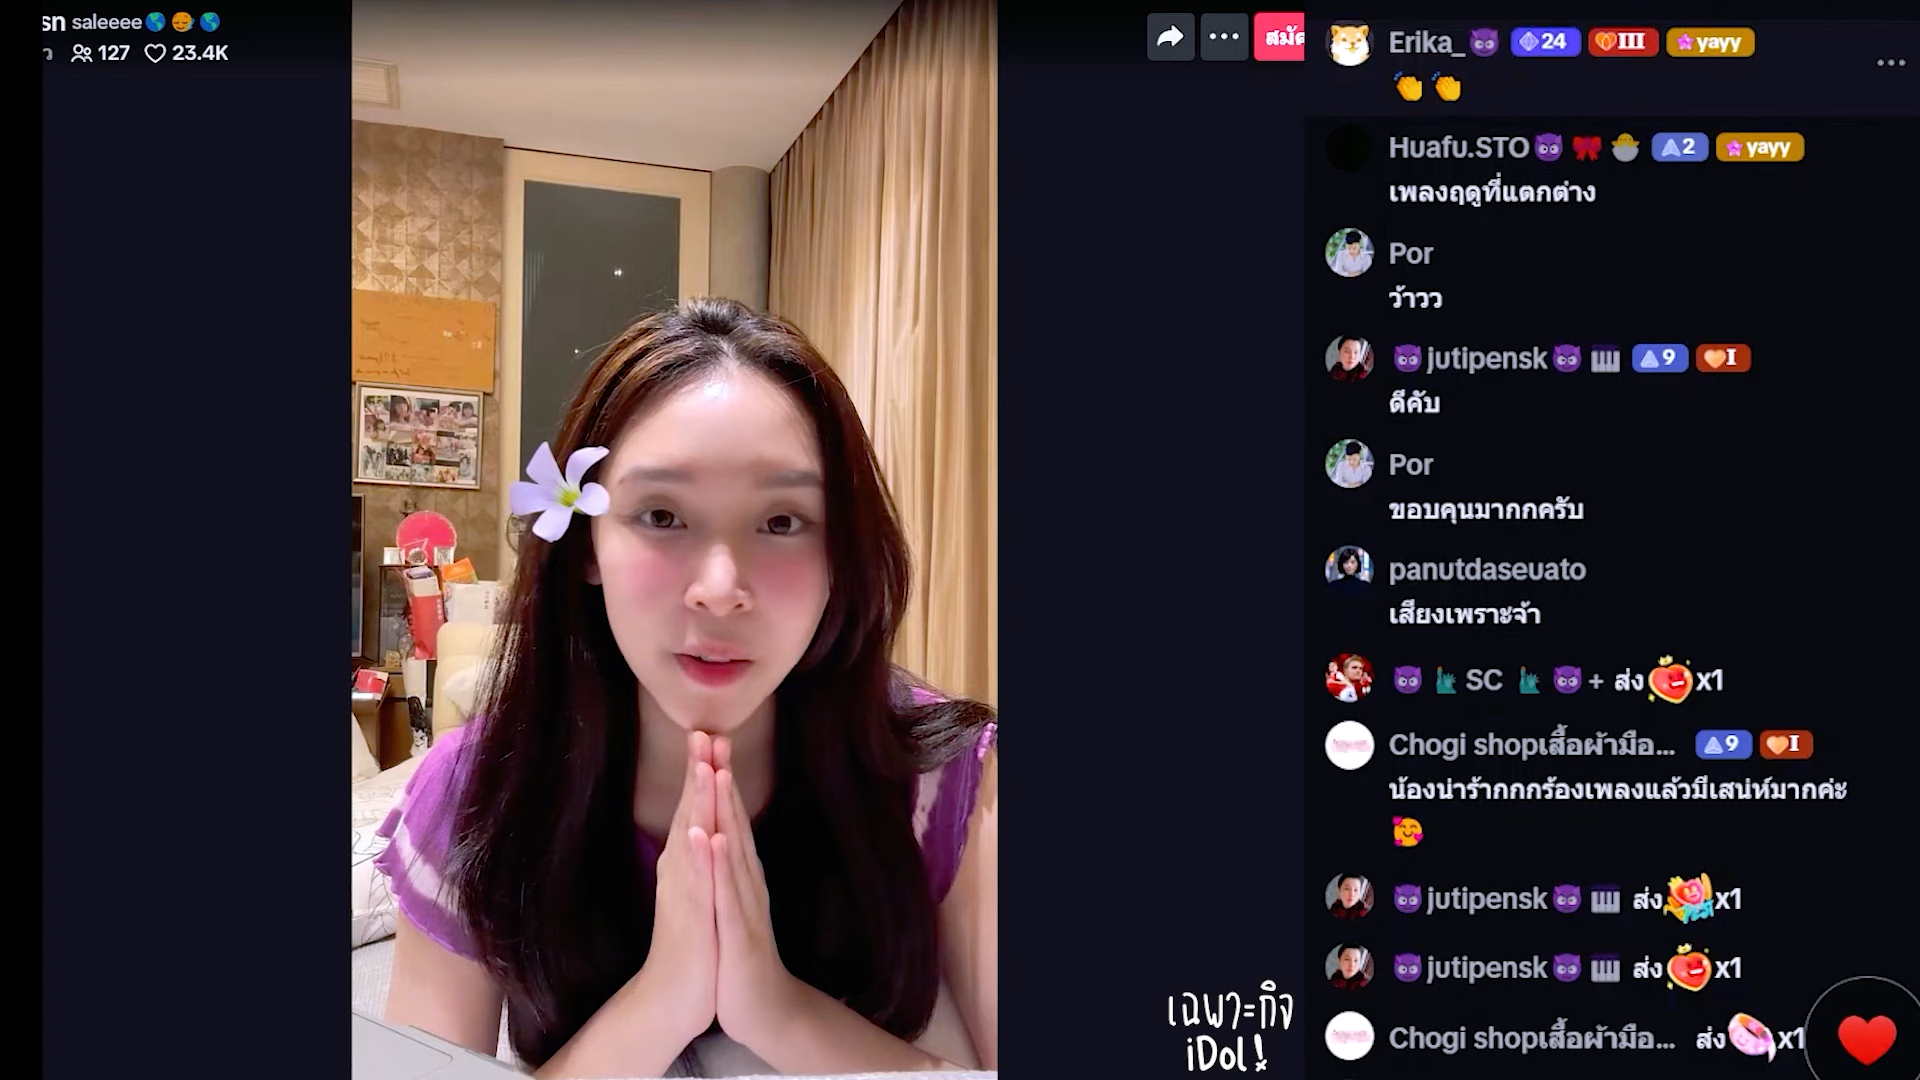 sn saleeee
127 23.4K
สมัค
Erika_ 24 III yayy
Huafu.STO 2 yayy
เพลงฤดูที่แตกต่าง
Por
ว้าวว
jutipensk 9 I
ดีคับ
Por
ขอบคุนมากกครับ
panutdaseuato
เสียงเพราะจ้า
SC + ส่ง x1
Chogi shopเสื้อผ้ามือ... 9 I
น้องน่าร้ากกกร้องเพลงแล้วมีเสน่ห์มากค่ะ
jutipensk ส่ง x1
jutipensk ส่ง x1
Chogi shopเสื้อผ้ามือ... ส่ง x1
เฉพาะกิจ
iDol!